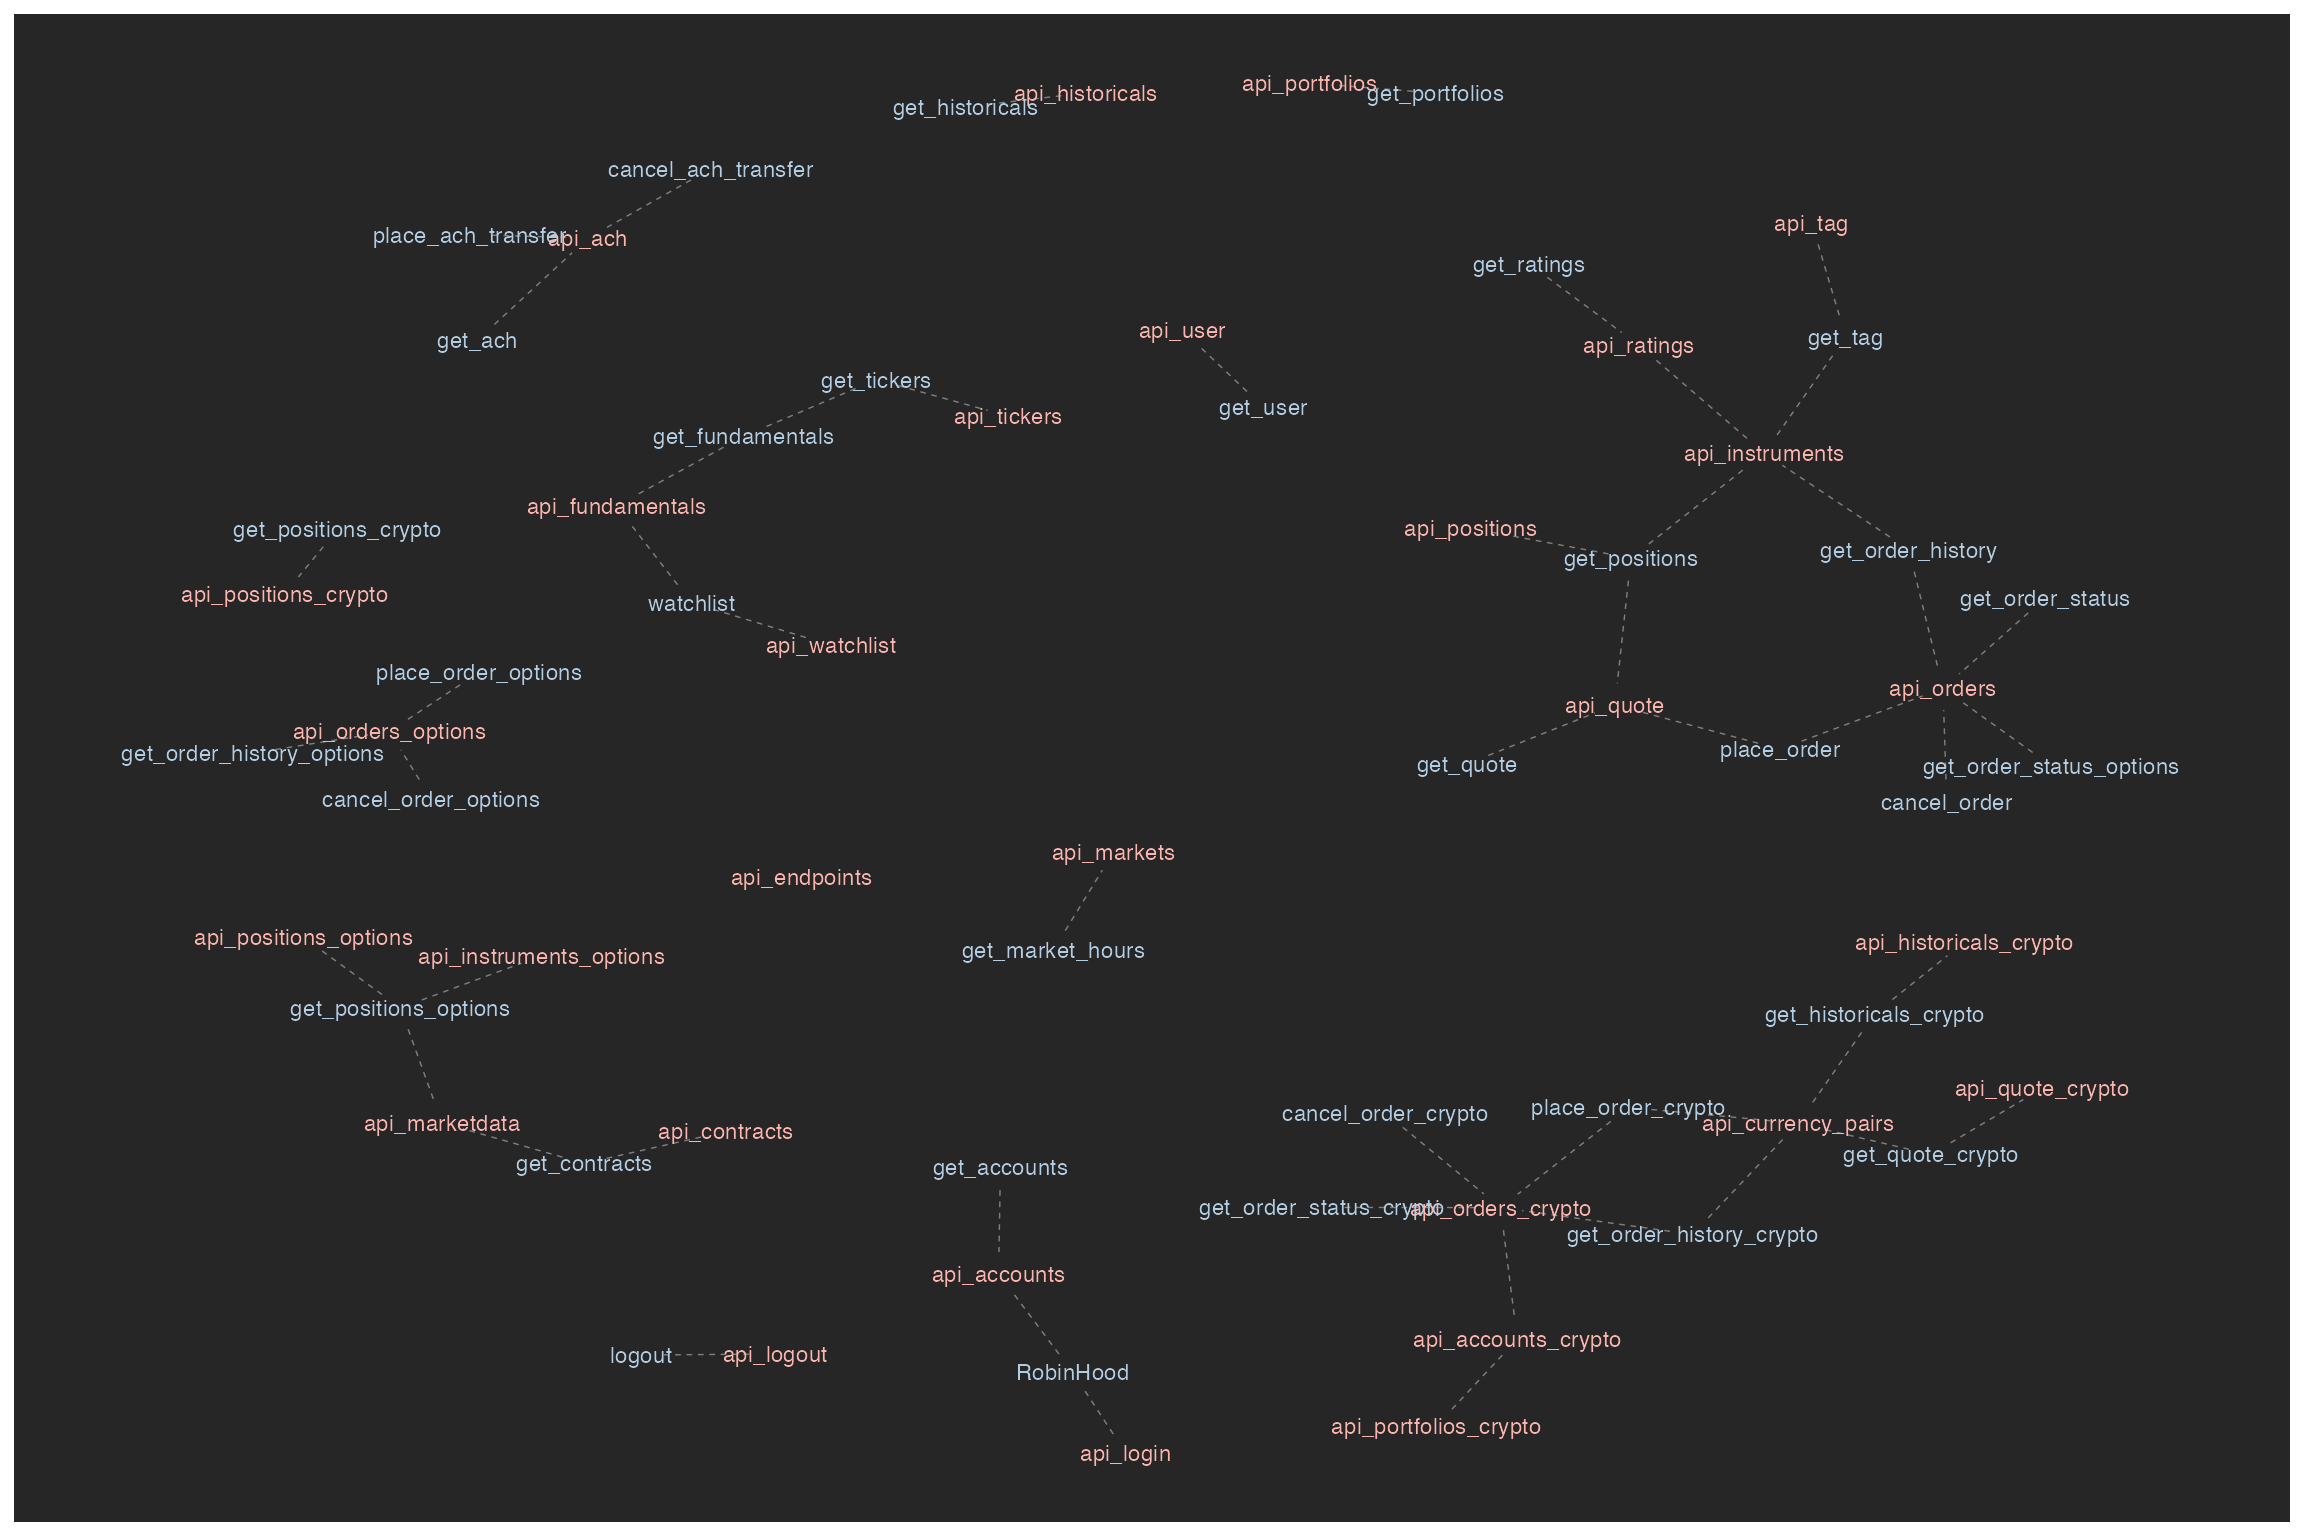 api_portfolios
get_portfolios
api_historicals
get_historicals
cancel_ach_transfer
place_ach_transfer
api_ach
get_ach
api_tag
get_ratings
api_ratings
get_tag
api_user
get_user
get_tickers
api_tickers
get_fundamentals
api_fundamentals
api_instruments
get_positions_crypto
api_positions_crypto
api_positions
get_positions
get_order_history
get_order_status
watchlist
api_watchlist
place_order_options
api_orders_options
get_order_history_options
cancel_order_options
api_orders
api_quote
place_order
get_quote
get_order_status_options
cancel_order
api_markets
api_endpoints
get_market_hours
api_positions_options
api_instruments_options
get_positions_options
api_historicals_crypto
get_historicals_crypto
api_quote_crypto
api_marketdata
api_contracts
get_contracts
cancel_order_crypto
place_order_crypto
api_currency_pairs
get_quote_crypto
get_accounts
get_order_status_crypto
api_orders_crypto
get_order_history_crypto
api_accounts
api_accounts_crypto
logout
api_logout
RobinHood
api_portfolios_crypto
api_login